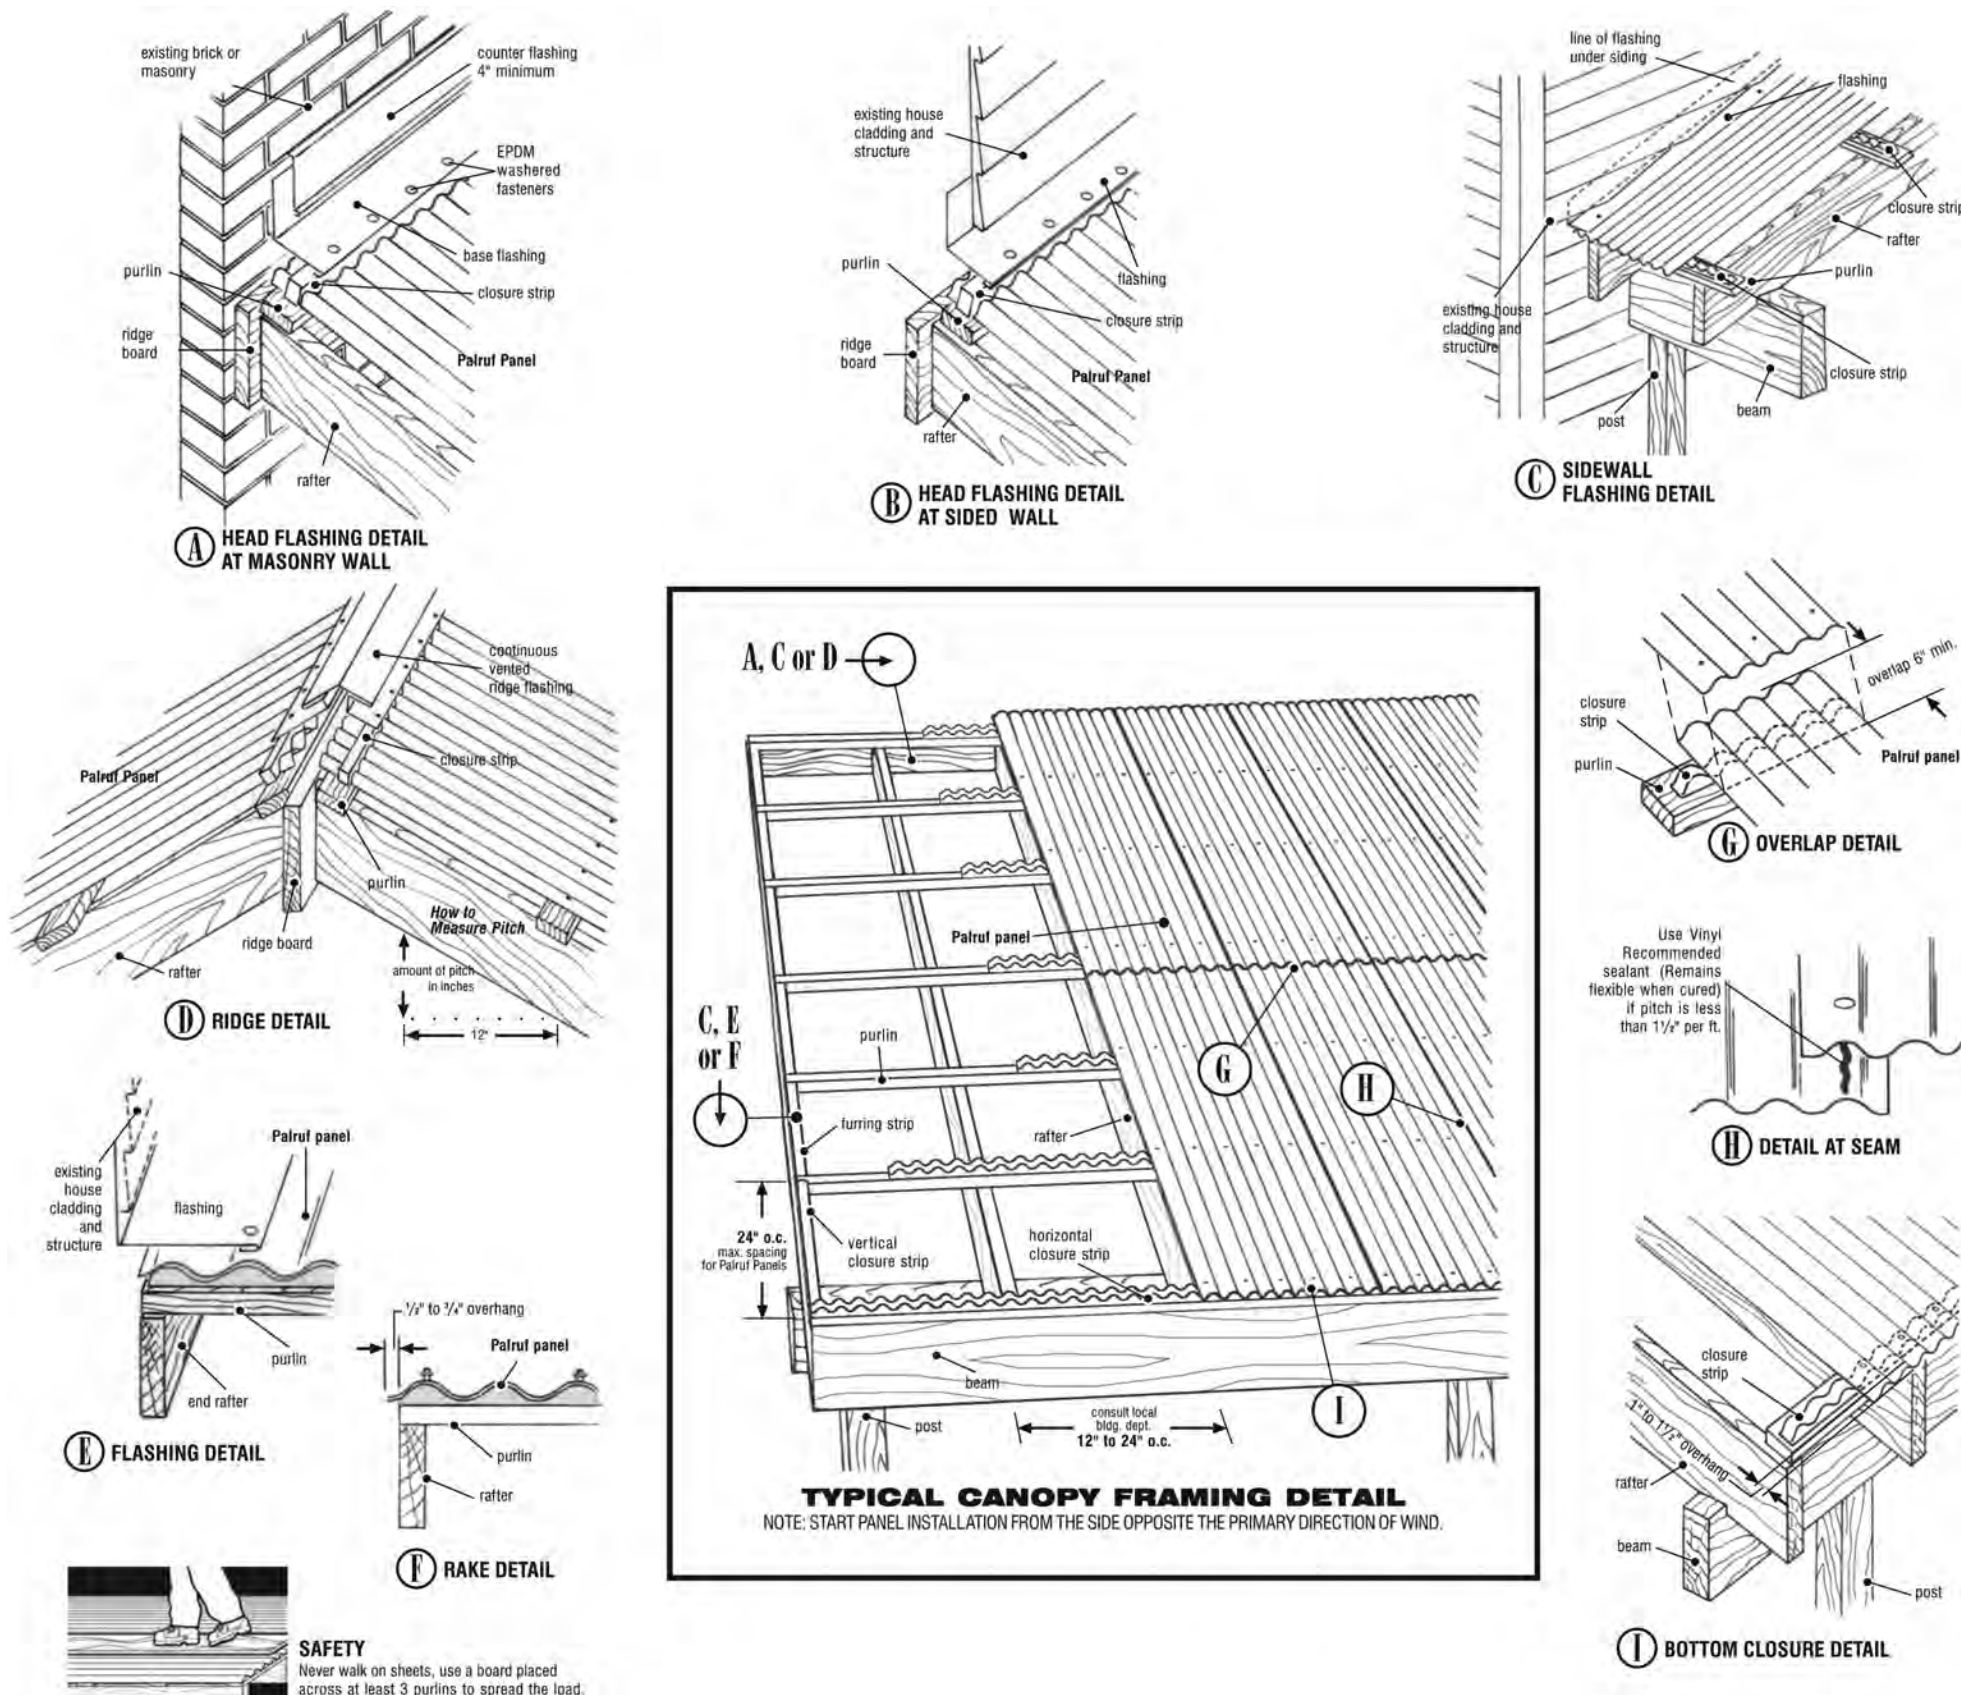 existing brick or
masonry
counter flashing
4" minimum
EPDM
washered
fasteners
base flashing
purlin
closure strip
ridge
board
Palruf Panel
rafter
A HEAD FLASHING DETAIL
AT MASONRY WALL
existing house
cladding and
structure
purlin
flashing
closure strip
ridge
board
Palruf Panel
rafter
B HEAD FLASHING DETAIL
AT SIDED WALL
line of flashing
under siding
flashing
closure strip
rafter
purlin
existing house
cladding and
structure
closure strip
beam
post
C SIDEWALL
FLASHING DETAIL
continuous
vented
ridge flashing
closure strip
Palruf Panel
purlin
How to
Measure Pitch
ridge board
rafter
amount of pitch
in inches
12"
D RIDGE DETAIL
A, C or D
Palruf panel
C, E
or F
purlin
G
H
furring strip
rafter
24" o.c.
max. spacing
for Palruf Panels
vertical
closure strip
horizontal
closure strip
beam
post
consult local
bldg. dept.
12" to 24" o.c.
I
TYPICAL CANOPY FRAMING DETAIL
NOTE: START PANEL INSTALLATION FROM THE SIDE OPPOSITE THE PRIMARY DIRECTION OF WIND.
overlap 6" min.
closure
strip
purlin
Palruf panel
G OVERLAP DETAIL
Use Vinyl
Recommended
sealant (Remains
flexible when cured)
if pitch is less
than 1½" per ft.
H DETAIL AT SEAM
Palruf panel
existing
house
cladding
and
structure
flashing
purlin
end rafter
E FLASHING DETAIL
½" to ¾" overhang
Palruf panel
purlin
rafter
F RAKE DETAIL
closure
strip
1" to 1½" overhang
rafter
beam
post
I BOTTOM CLOSURE DETAIL
SAFETY
Never walk on sheets, use a board placed
across at least 3 purlins to spread the load.